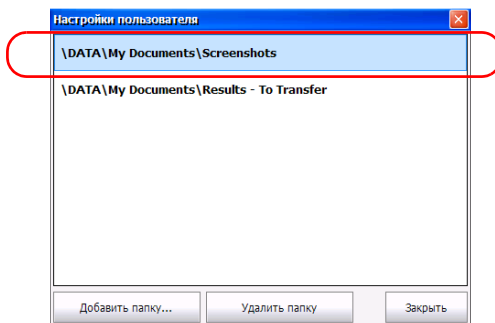 Настройки пользователя
\DATA\My Documents\Screenshots
\DATA\My Documents\Results - To Transfer
Добавить папку... Удалить папку Закрыть